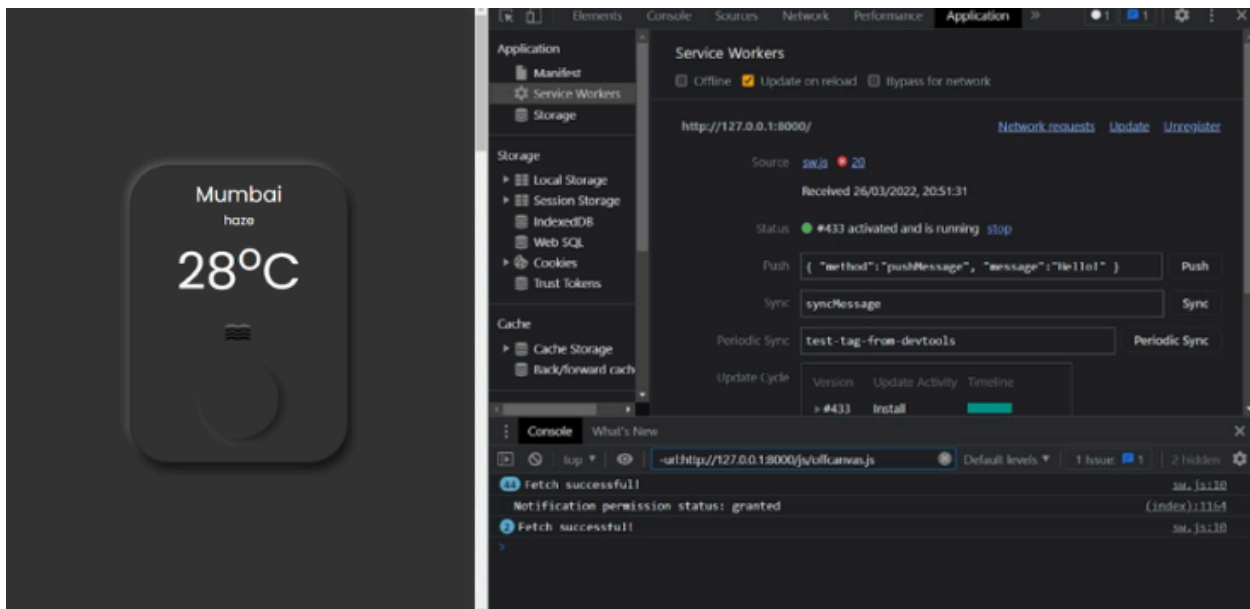 Mumbai
haze
28°C
Elements Console Sources Network Performance Application » 1 1
Application
Manifest
Service Workers
Storage
Storage
Local Storage
Session Storage
IndexedDB
Web SQL
Cookies
Trust Tokens
Cache
Cache Storage
Back/forward cach
Service Workers
Offline Update on reload Bypass for network
http://127.0.0.1:8000/ Network requests Update Unregister
Source sw.js 20
Received 26/03/2022, 20:51:31
Status #433 activated and is running stop
Push { "method":"pushMessage", "message":"Hello!" } Push
Sync syncMessage Sync
Periodic Sync test-tag-from-devtools Periodic Sync
Update Cycle Version Update Activity Timeline
#433 Install
Console What's New
top -url:http://127.0.0.1:8000/js/offcanvas.js Default levels 1 Issue: 1 2 hidden
44 Fetch successful! sw.js:10
Notification permission status: granted (index):1164
2 Fetch successful! sw.js:10